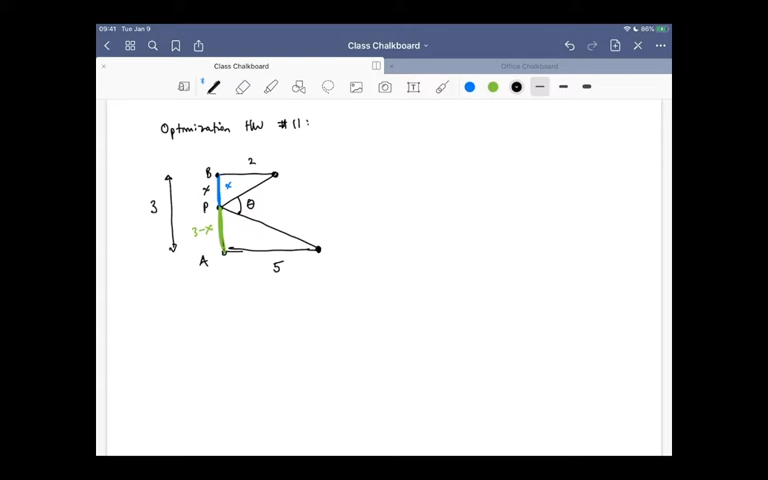 09:41 Tue Jan 9
86%
Class Chalkboard
Class Chalkboard
Office Chalkboard
Optimization HW #11:
2
B
x x
3
P θ
3-x
A
5